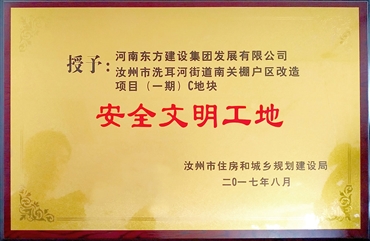 授予：河南东方建设集团发展有限公司
汝州市洗耳河街道南关棚户区改造
项目（一期）C地块
安全文明工地
汝州市住房和城乡规划建设局
二〇一七年八月